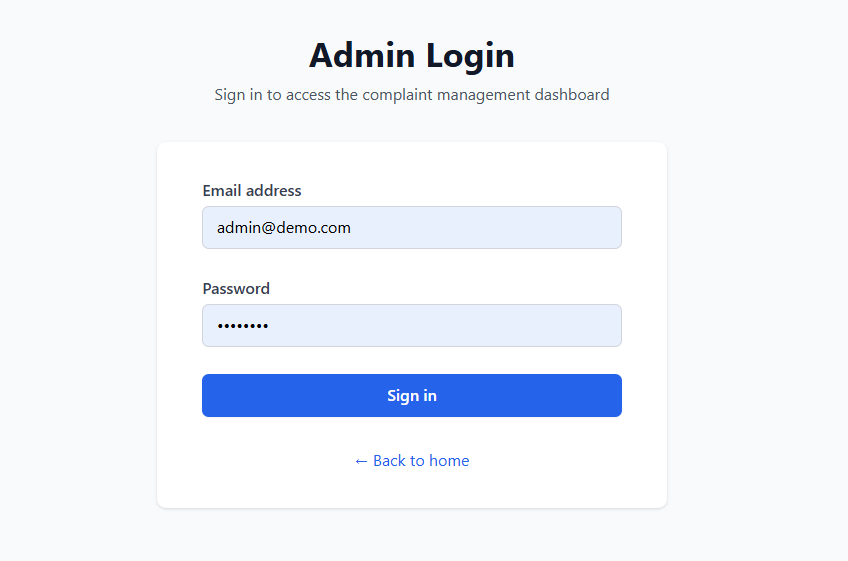 Admin Login
Sign in to access the complaint management dashboard
Email address
admin@demo.com
Password
••••••••
Sign in
← Back to home